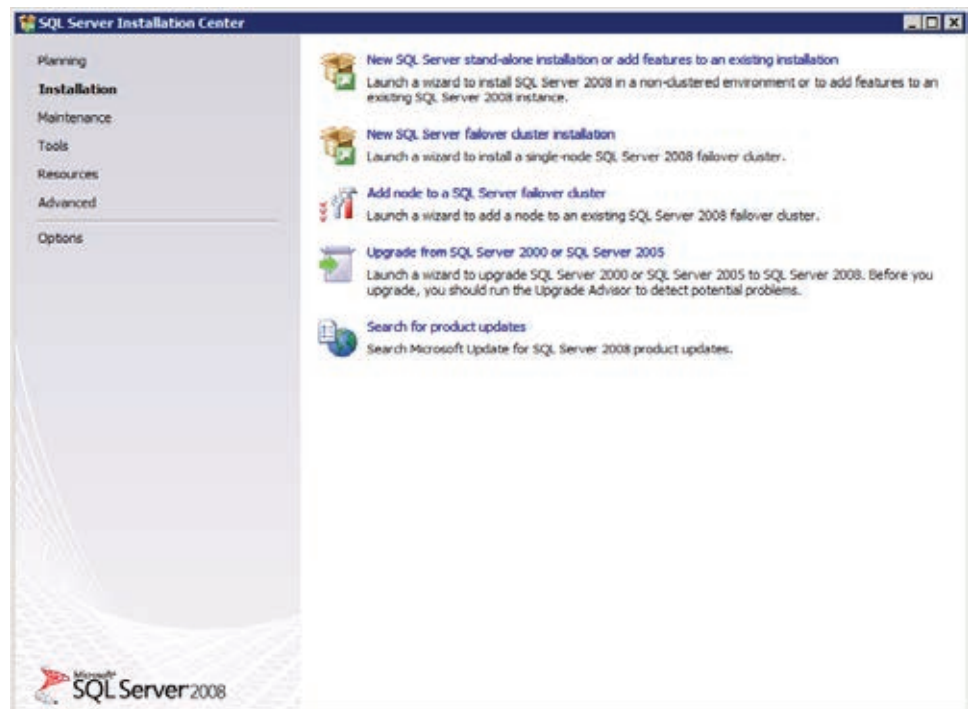 SQL Server Installation Center
Planning
Installation
Maintenance
Tools
Resources
Advanced
Options
New SQL Server stand-alone installation or add features to an existing installation
Launch a wizard to install SQL Server 2008 in a non-clustered environment or to add features to an
existing SQL Server 2008 instance.
New SQL Server failover cluster installation
Launch a wizard to install a single-node SQL Server 2008 failover cluster.
Add node to a SQL Server failover cluster
Launch a wizard to add a node to an existing SQL Server 2008 failover cluster.
Upgrade from SQL Server 2000 or SQL Server 2005
Launch a wizard to upgrade SQL Server 2000 or SQL Server 2005 to SQL Server 2008. Before you
upgrade, you should run the Upgrade Advisor to detect potential problems.
Search for product updates
Search Microsoft Update for SQL Server 2008 product updates.
Microsoft
SQL Server 2008